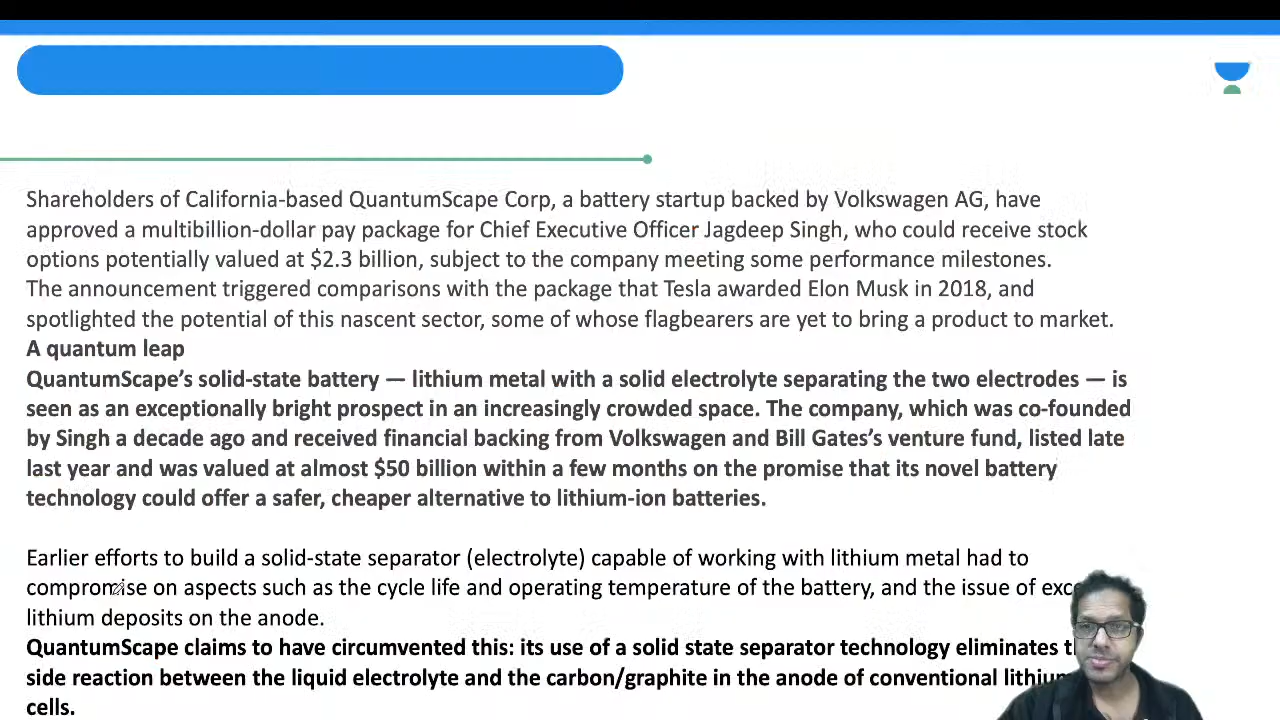 Shareholders of California-based QuantumScape Corp, a battery startup backed by Volkswagen AG, have
approved a multibillion-dollar pay package for Chief Executive Officer Jagdeep Singh, who could receive stock
options potentially valued at $2.3 billion, subject to the company meeting some performance milestones.
The announcement triggered comparisons with the package that Tesla awarded Elon Musk in 2018, and
spotlighted the potential of this nascent sector, some of whose flagbearers are yet to bring a product to market.
A quantum leap
QuantumScape’s solid-state battery — lithium metal with a solid electrolyte separating the two electrodes — is
seen as an exceptionally bright prospect in an increasingly crowded space. The company, which was co-founded
by Singh a decade ago and received financial backing from Volkswagen and Bill Gates’s venture fund, listed late
last year and was valued at almost $50 billion within a few months on the promise that its novel battery
technology could offer a safer, cheaper alternative to lithium-ion batteries.
Earlier efforts to build a solid-state separator (electrolyte) capable of working with lithium metal had to
compromise on aspects such as the cycle life and operating temperature of the battery, and the issue of
lithium deposits on the anode.
QuantumScape claims to have circumvented this: its use of a solid state separator technology eliminates
side reaction between the liquid electrolyte and the carbon/graphite in the anode of conventional
cells.